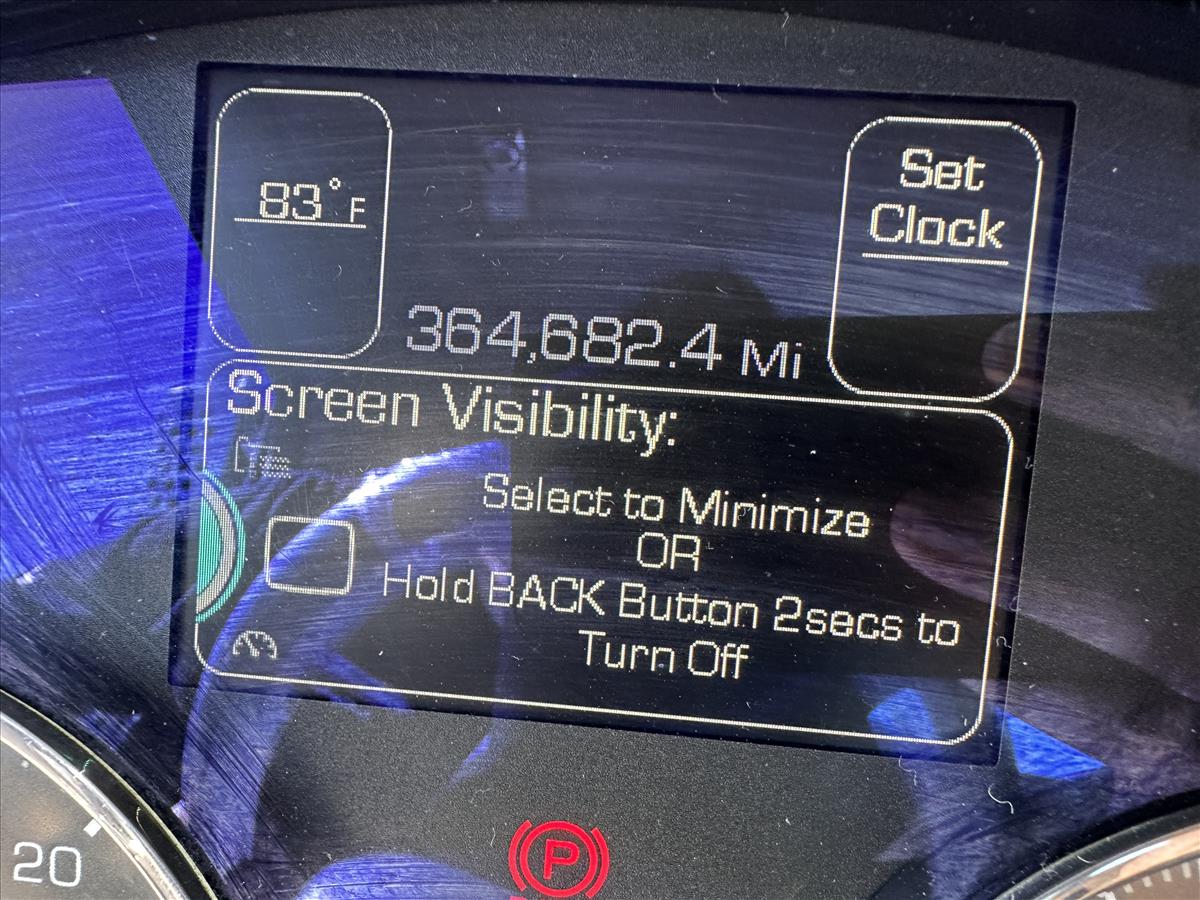 83°F
Set
Clock
364,682.4 Mi
Screen Visibility:
Select to Minimize
OR
Hold BACK Button 2secs to
Turn Off
20
P